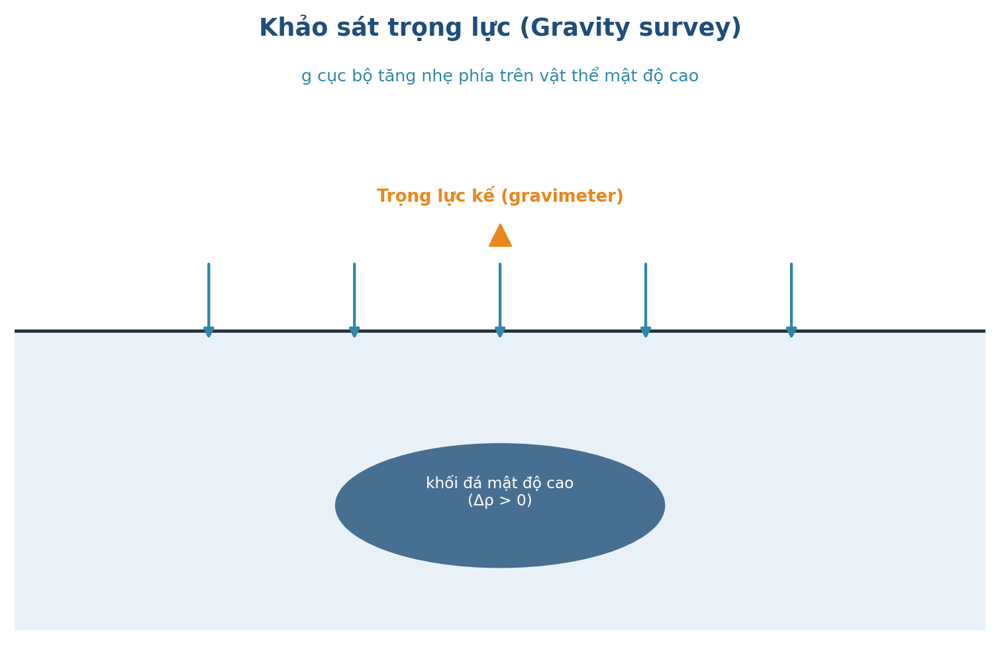 Khảo sát trọng lực (Gravity survey)
g cục bộ tăng nhẹ phía trên vật thể mật độ cao
Trọng lực kế (gravimeter)
khối đá mật độ cao
(Δρ > 0)